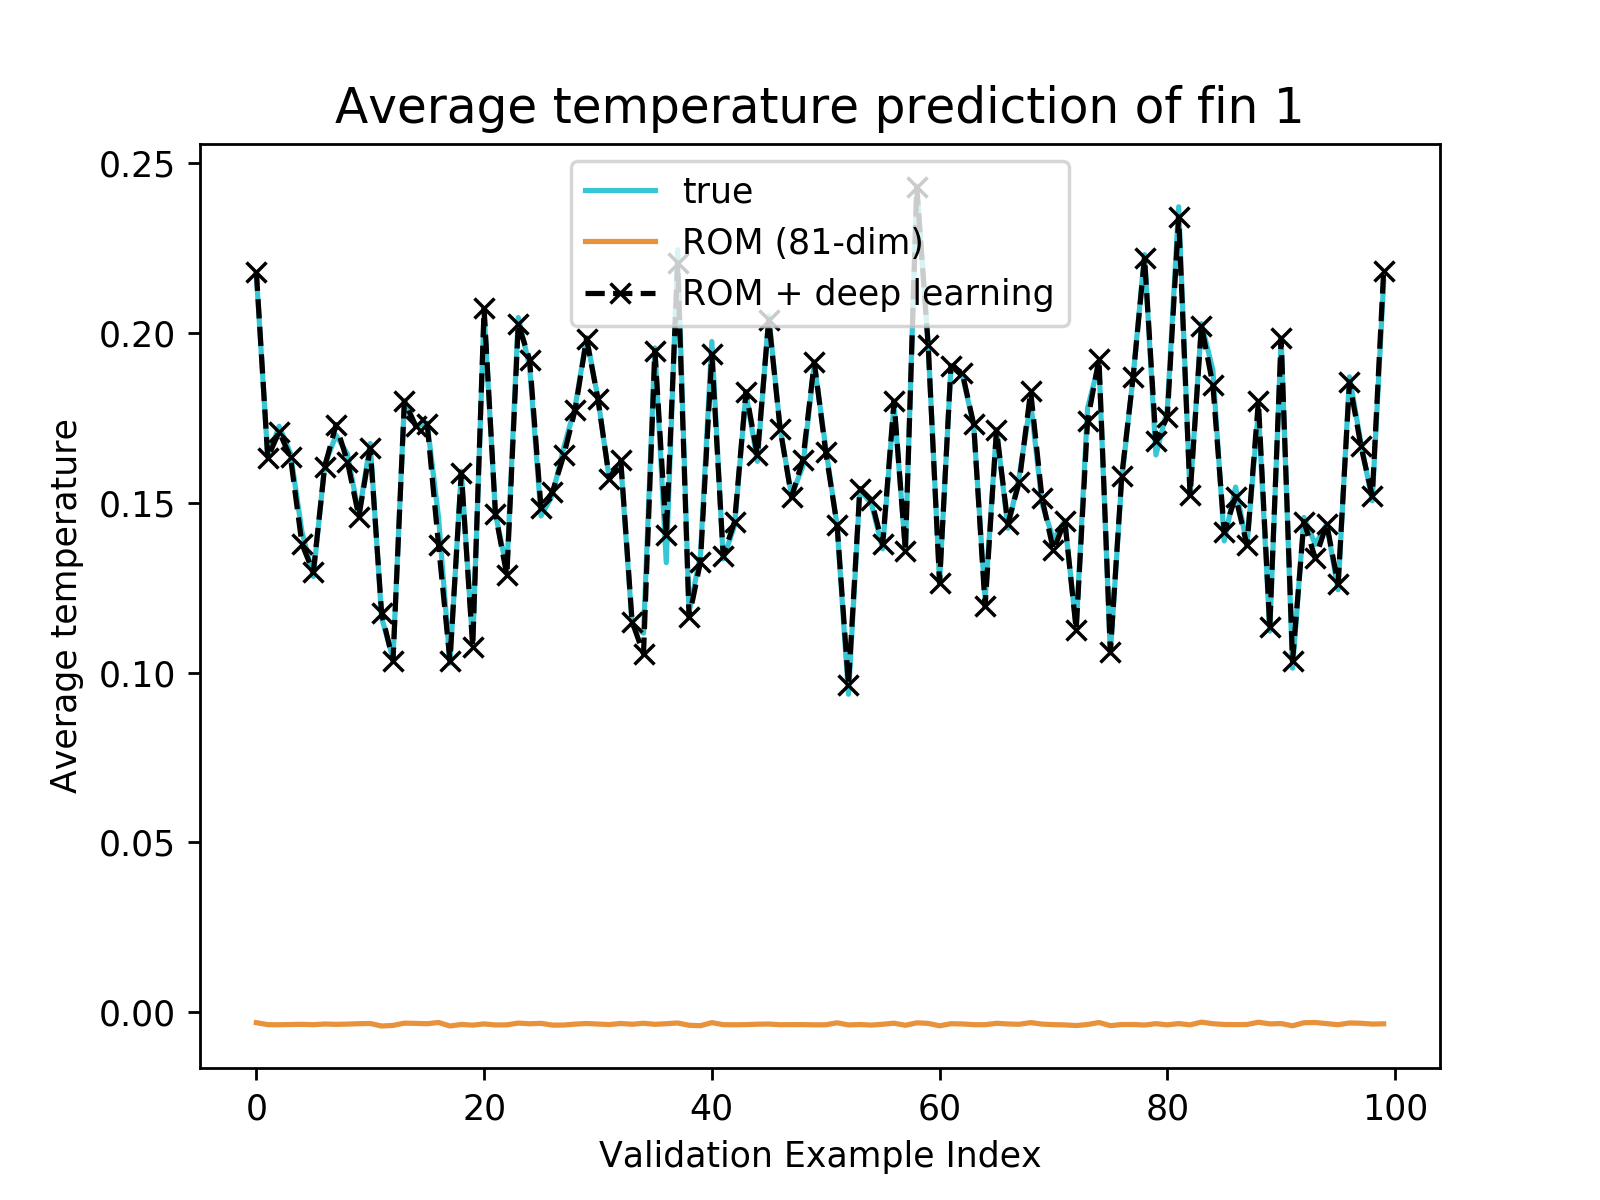 Average temperature prediction of fin 1
true
ROM (81-dim)
ROM + deep learning
Average temperature
0.25
0.20
0.15
0.10
0.05
0.00
0 20 40 60 80 100
Validation Example Index